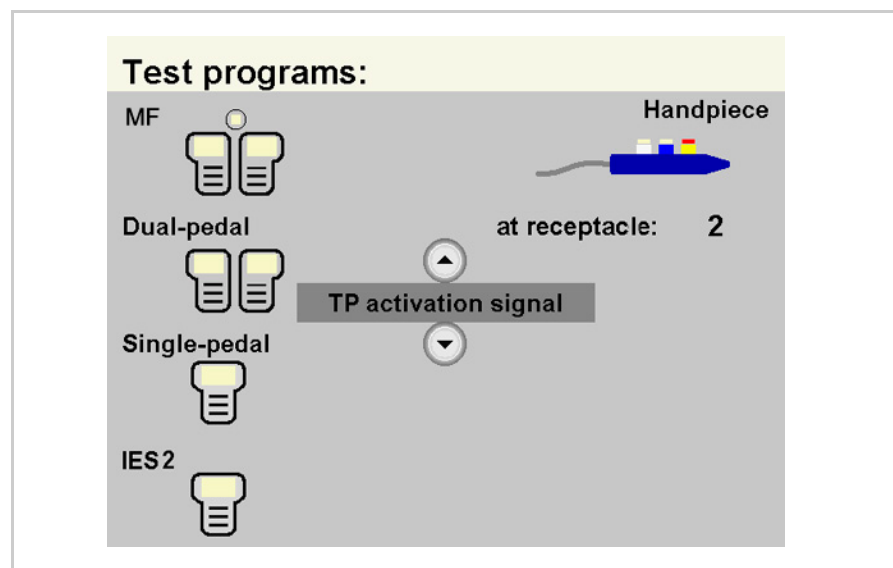 Test programs:
MF
Handpiece
Dual-pedal
at receptacle: 2
TP activation signal
Single-pedal
IES2